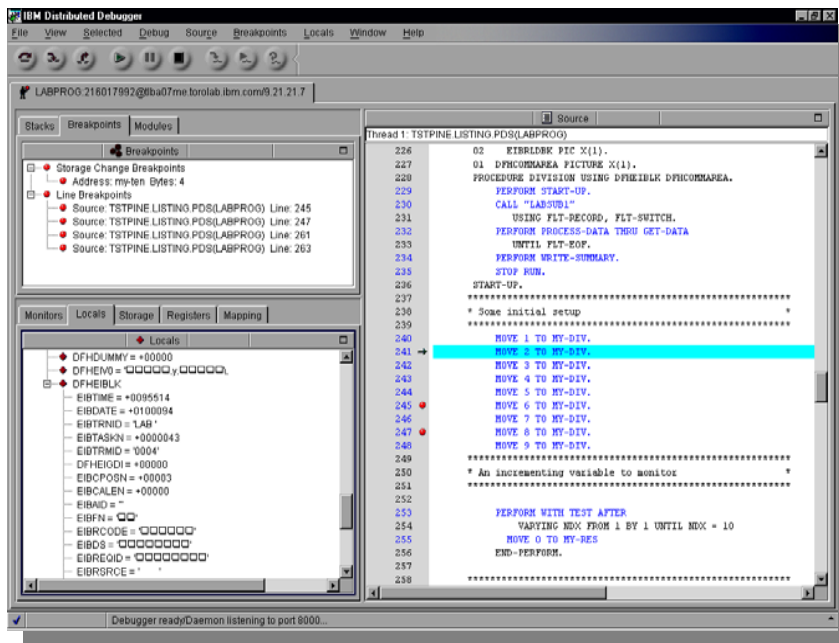 IBM Distributed Debugger
File View Selected Debug Source Breakpoints Locals Window Help
LABPROG:216017992@tlba07me.torolab.ibm.com/9.21.21.7
Stacks Breakpoints Modules
Breakpoints
Storage Change Breakpoints
Address: my-ten Bytes: 4
Line Breakpoints
Source: TSTPINE.LISTING.PDS(LABPROG) Line: 245
Source: TSTPINE.LISTING.PDS(LABPROG) Line: 247
Source: TSTPINE.LISTING.PDS(LABPROG) Line: 261
Source: TSTPINE.LISTING.PDS(LABPROG) Line: 263
Monitors Locals Storage Registers Mapping
Locals
DFHDUMMY = +00000
DFHEIV0 = '□□□□□,y,□□□□□\,
DFHEIBLK
EIBTIME = +0095514
EIBDATE = +0100094
EIBTRNID = 'LAB '
EIBTASKN = +0000043
EIBTRMID = '0004'
DFHEIGDI = +00000
EIBCPOSN = +00003
EIBCALEN = +00000
EIBAID = ''
EIBFN = '□□'
EIBRCODE = '□□□□□□'
EIBDS = '□□□□□□□□'
EIBREQID = '□□□□□□□□'
EIBRSRCE = '        '
Source
Thread 1: TSTPINE.LISTING.PDS(LABPROG)
226 02 EIBRLDBK PIC X(1).
227 01 DFHCOMMAREA PICTURE X(1).
228 PROCEDURE DIVISION USING DFHEIBLK DFHCOMMAREA.
229 PERFORM START-UP.
230 CALL "LABSUB1"
231 USING FLT-RECORD, FLT-SWITCH.
232 PERFORM PROCESS-DATA THRU GET-DATA
233 UNTIL FLT-EOF.
234 PERFORM WRITE-SUMMARY.
235 STOP RUN.
236 START-UP.
237 ************************************************************
238 * Some initial setup *
239 ************************************************************
240 MOVE 1 TO MY-DIV.
241 MOVE 2 TO MY-DIV.
242 MOVE 3 TO MY-DIV.
243 MOVE 4 TO MY-DIV.
244 MOVE 5 TO MY-DIV.
245 MOVE 6 TO MY-DIV.
246 MOVE 7 TO MY-DIV.
247 MOVE 8 TO MY-DIV.
248 MOVE 9 TO MY-DIV.
249 ************************************************************
250 * An incrementing variable to monitor *
251 ************************************************************
252
253 PERFORM WITH TEST AFTER
254 VARYING NDX FROM 1 BY 1 UNTIL NDX = 10
255 MOVE 0 TO MY-RES
256 END-PERFORM.
257
258 ************************************************************
Debugger ready/Daemon listening to port 8000...